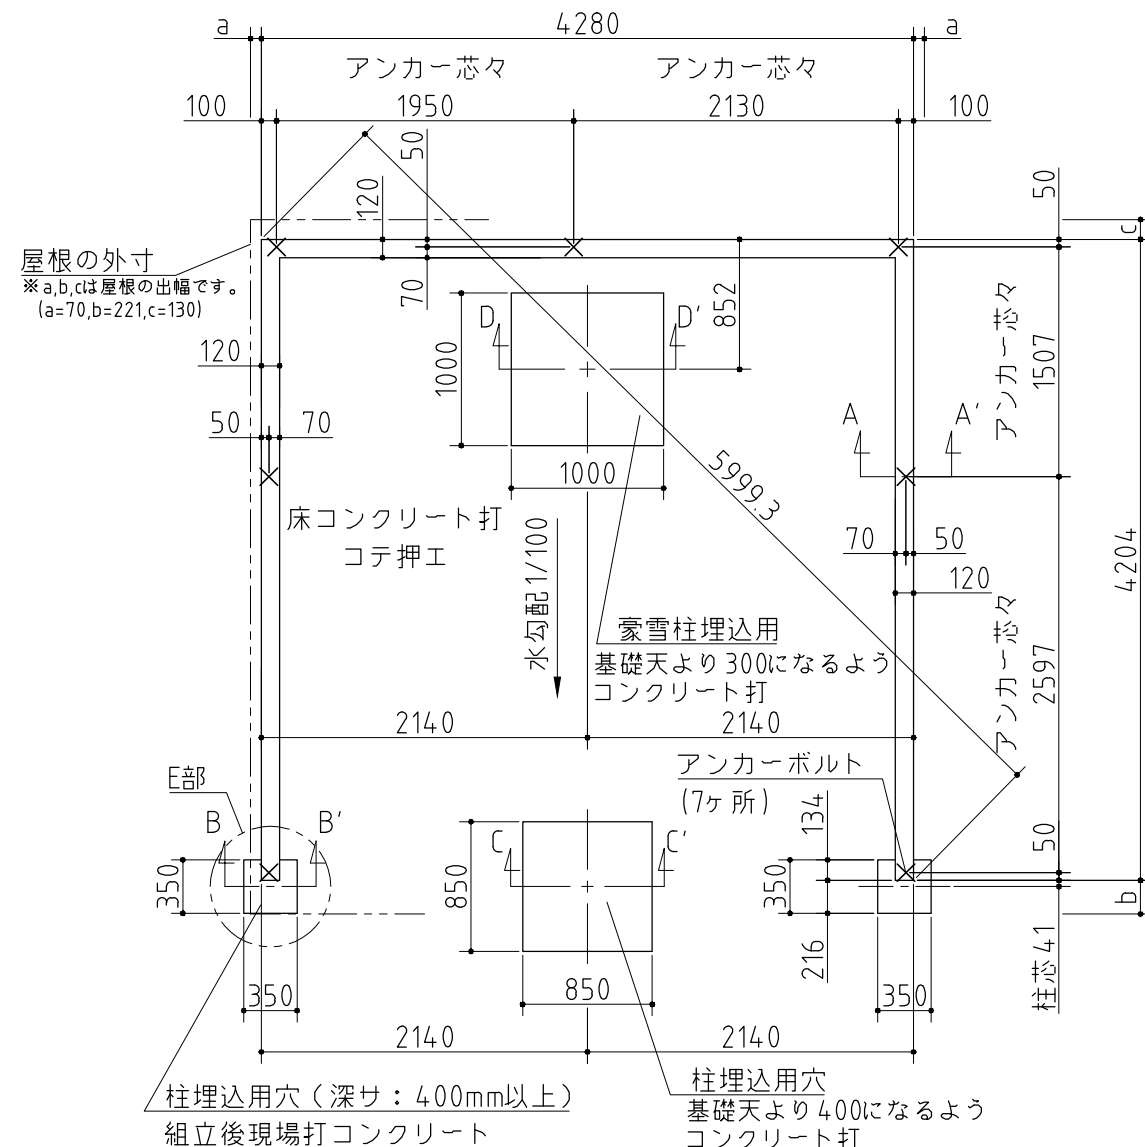 a
4280
a
アンカー芯々
アンカー芯々
100
1950
2130
100
50
120
50
c
屋根の外寸
※a,b,cは屋根の出幅です。
(a=70,b=221,c=130)
70
852
D
D'
1000
アンカー芯々
1507
120
50
70
A
A'
1000
5999.3
床コンクリート打
コテ押エ
水勾配1/100
70
50
120
4204
豪雪柱埋込用
基礎天より300になるよう
コンクリート打
アンカー芯々
2597
2140
2140
E部
アンカーボルト
(7ヶ所)
134
50
B
B'
C
C'
350
850
350
b
216
柱芯41
350
850
350
2140
2140
柱埋込用穴(深サ:400mm以上)
組立後現場打コンクリート
柱埋込用穴
基礎天より400になるよう
コンクリート打